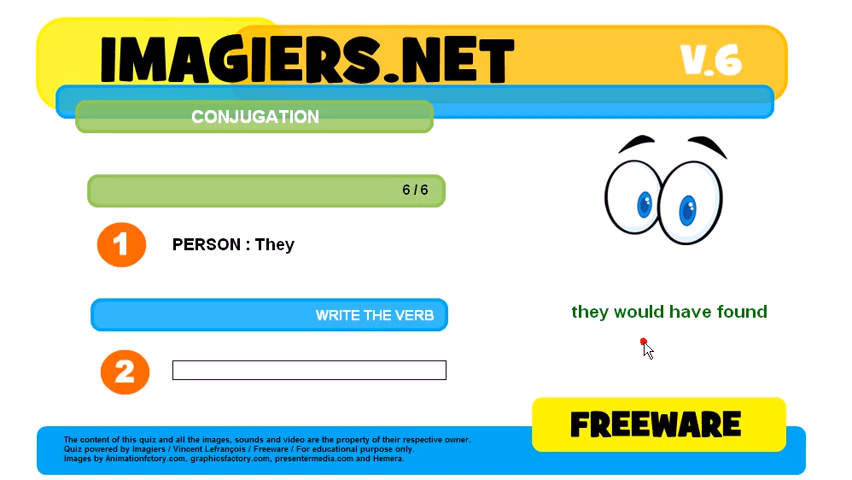 IMAGIERS.NET
V.6
CONJUGATION
6 / 6
1
PERSON : They
WRITE THE VERB
they would have found
2
FREEWARE
The content of this quiz and all the images, sounds and video are the property of their respective owner.
Quiz powered by Imagiers / Vincent Lefrançois / Freeware / For educational purpose only.
Images by Animationfctory.com, graphicsfactory.com, presentermedia.com and Hemera.